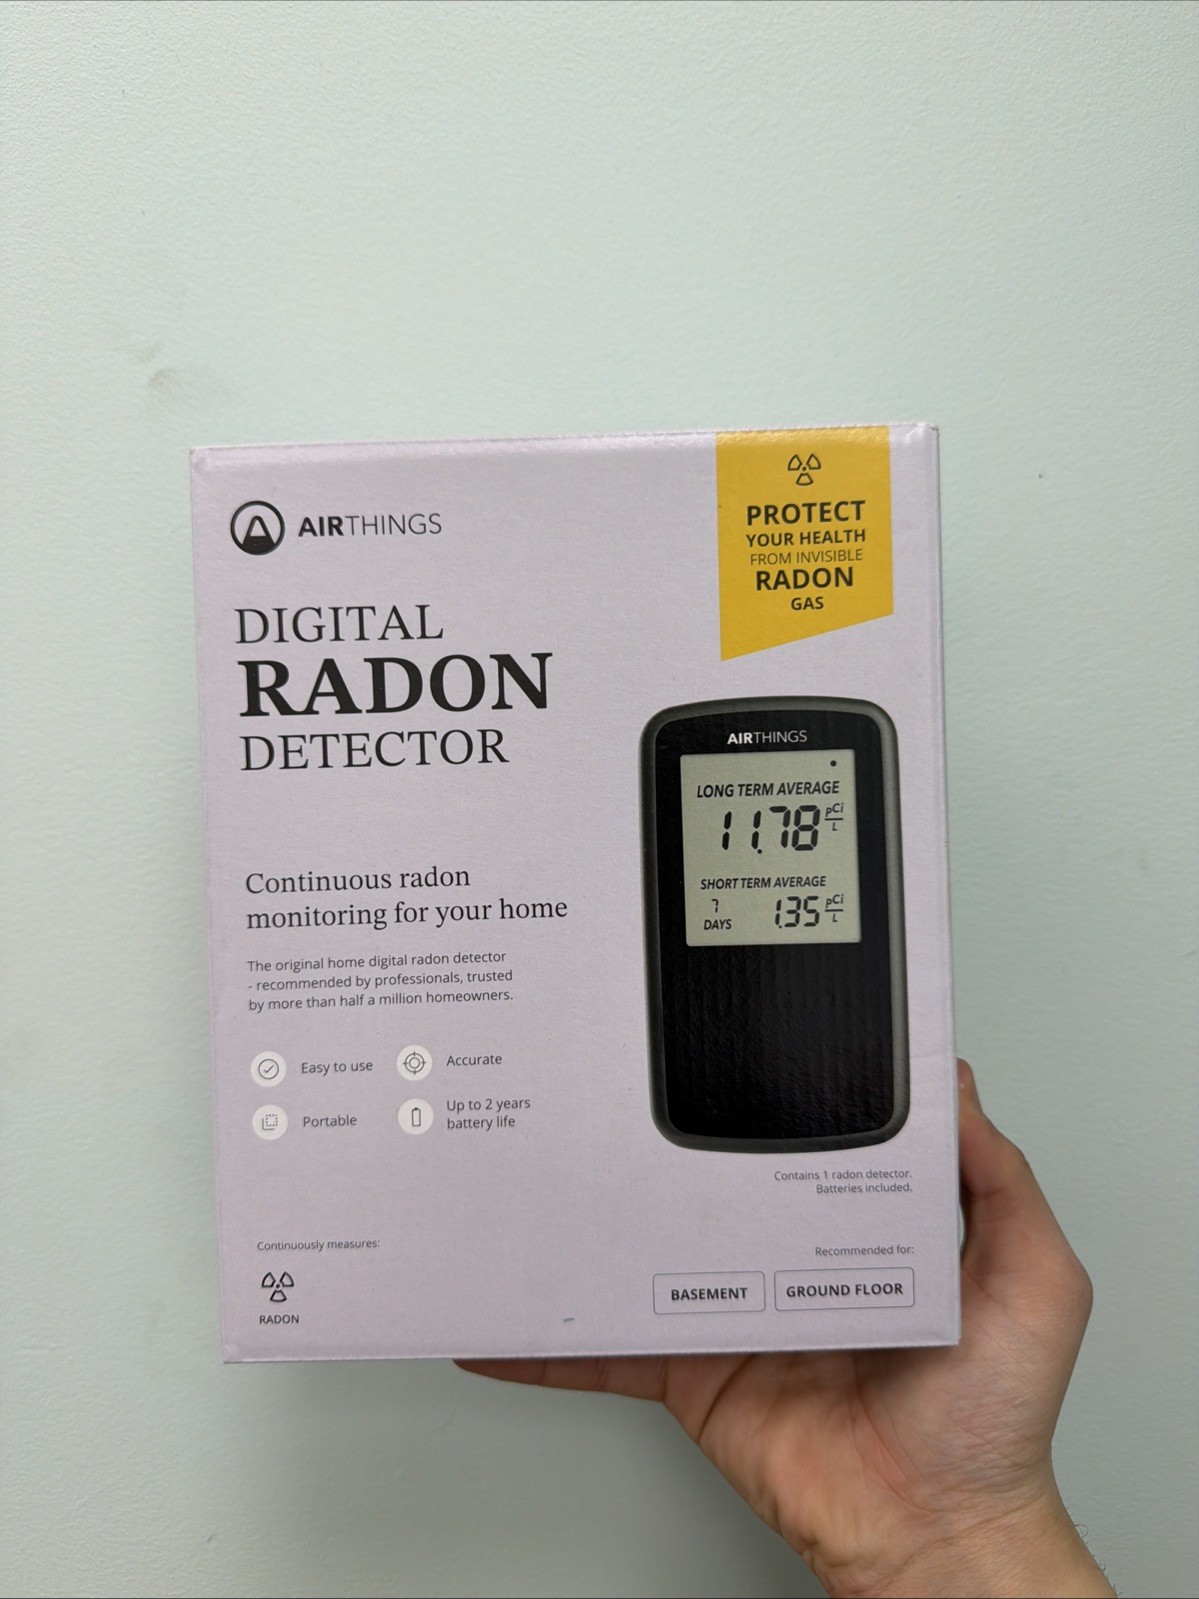 AIRTHINGS
PROTECT
YOUR HEALTH
FROM INVISIBLE
RADON
GAS
DIGITAL
RADON
DETECTOR
AIRTHINGS
LONG TERM AVERAGE
11.78 pCi/L
SHORT TERM AVERAGE
7 DAYS 1.35 pCi/L
Continuous radon
monitoring for your home
The original home digital radon detector
- recommended by professionals, trusted
by more than half a million homeowners.
Easy to use
Accurate
Portable
Up to 2 years
battery life
Contains 1 radon detector.
Batteries included.
Continuously measures:
RADON
Recommended for:
BASEMENT GROUND FLOOR